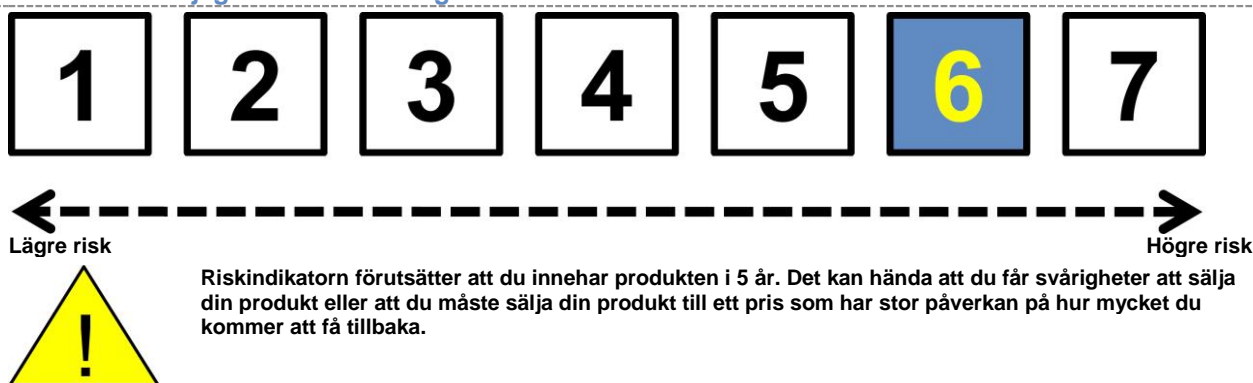 1 2 3 4 5 6 7
Lägre risk Högre risk
Riskindikatorn förutsätter att du innehar produkten i 5 år. Det kan hända att du får svårigheter att sälja
din produkt eller att du måste sälja din produkt till ett pris som har stor påverkan på hur mycket du
kommer att få tillbaka.
!